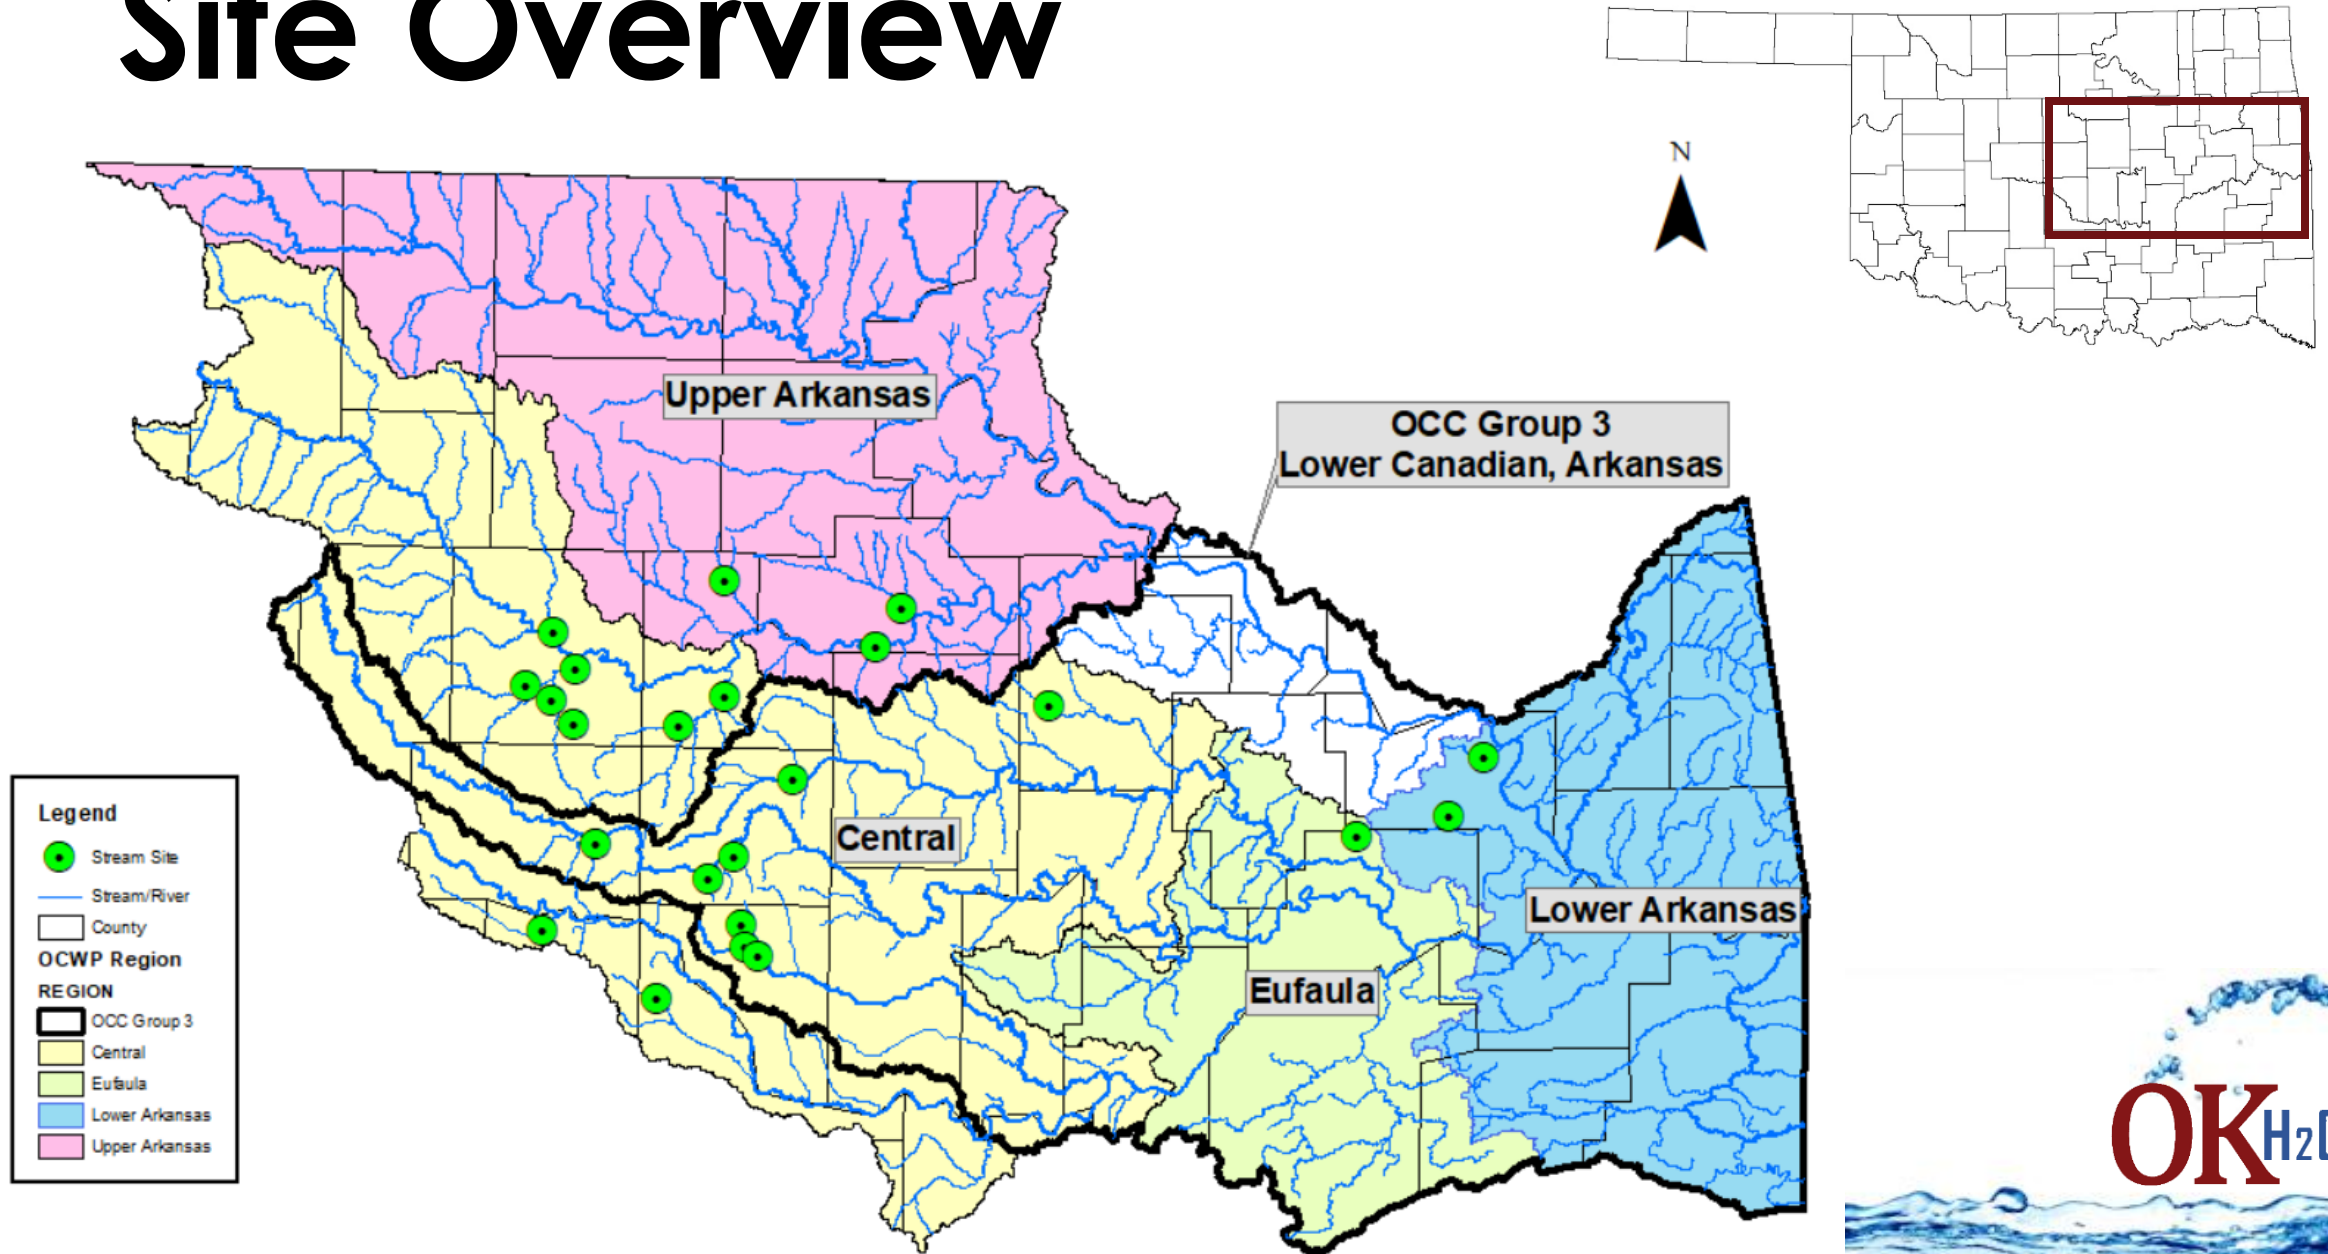 Site Overview
N
Upper Arkansas
OCC Group 3
Lower Canadian, Arkansas
Central
Lower Arkansas
Eufaula
Legend
Stream Site
Stream/River
County
OCWP Region
REGION
OCC Group 3
Central
Eufaula
Lower Arkansas
Upper Arkansas
OK H2O